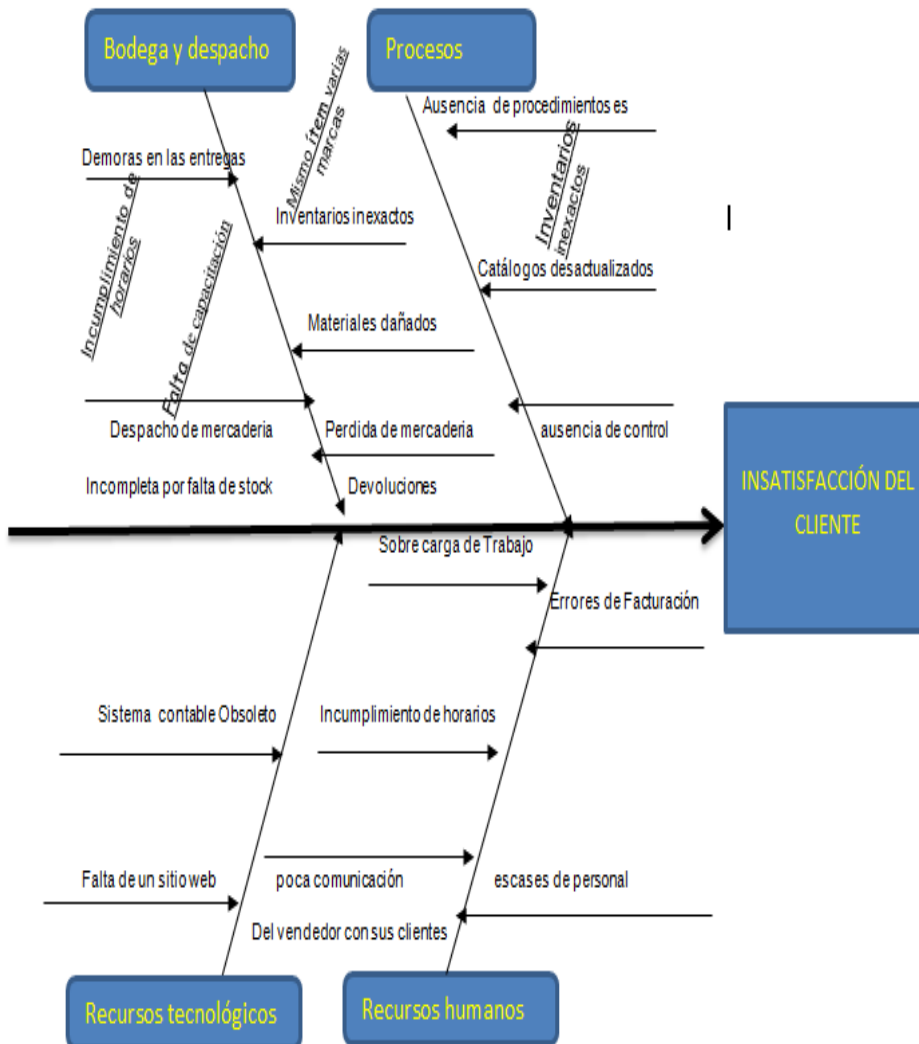 Bodega y despacho
Procesos
Mismo ítem varias
marcas
Ausencia de procedimientos es
Demoras en las entregas
Incumplimiento de
horarios
Falta de capacitación
Inventarios inexactos
Inventarios
inexactos
Catálogos desactualizados
Materiales dañados
Despacho de mercaderia
Incompleta por falta de stock
Perdida de mercaderia
Devoluciones
ausencia de control
INSATISFACCIÓN DEL
CLIENTE
Sobre carga de Trabajo
Errores de Facturación
Sistema contable Obsoleto
Incumplimiento de horarios
Falta de un sitio web
poca comunicación
Del vendedor con sus clientes
escases de personal
Recursos tecnológicos
Recursos humanos